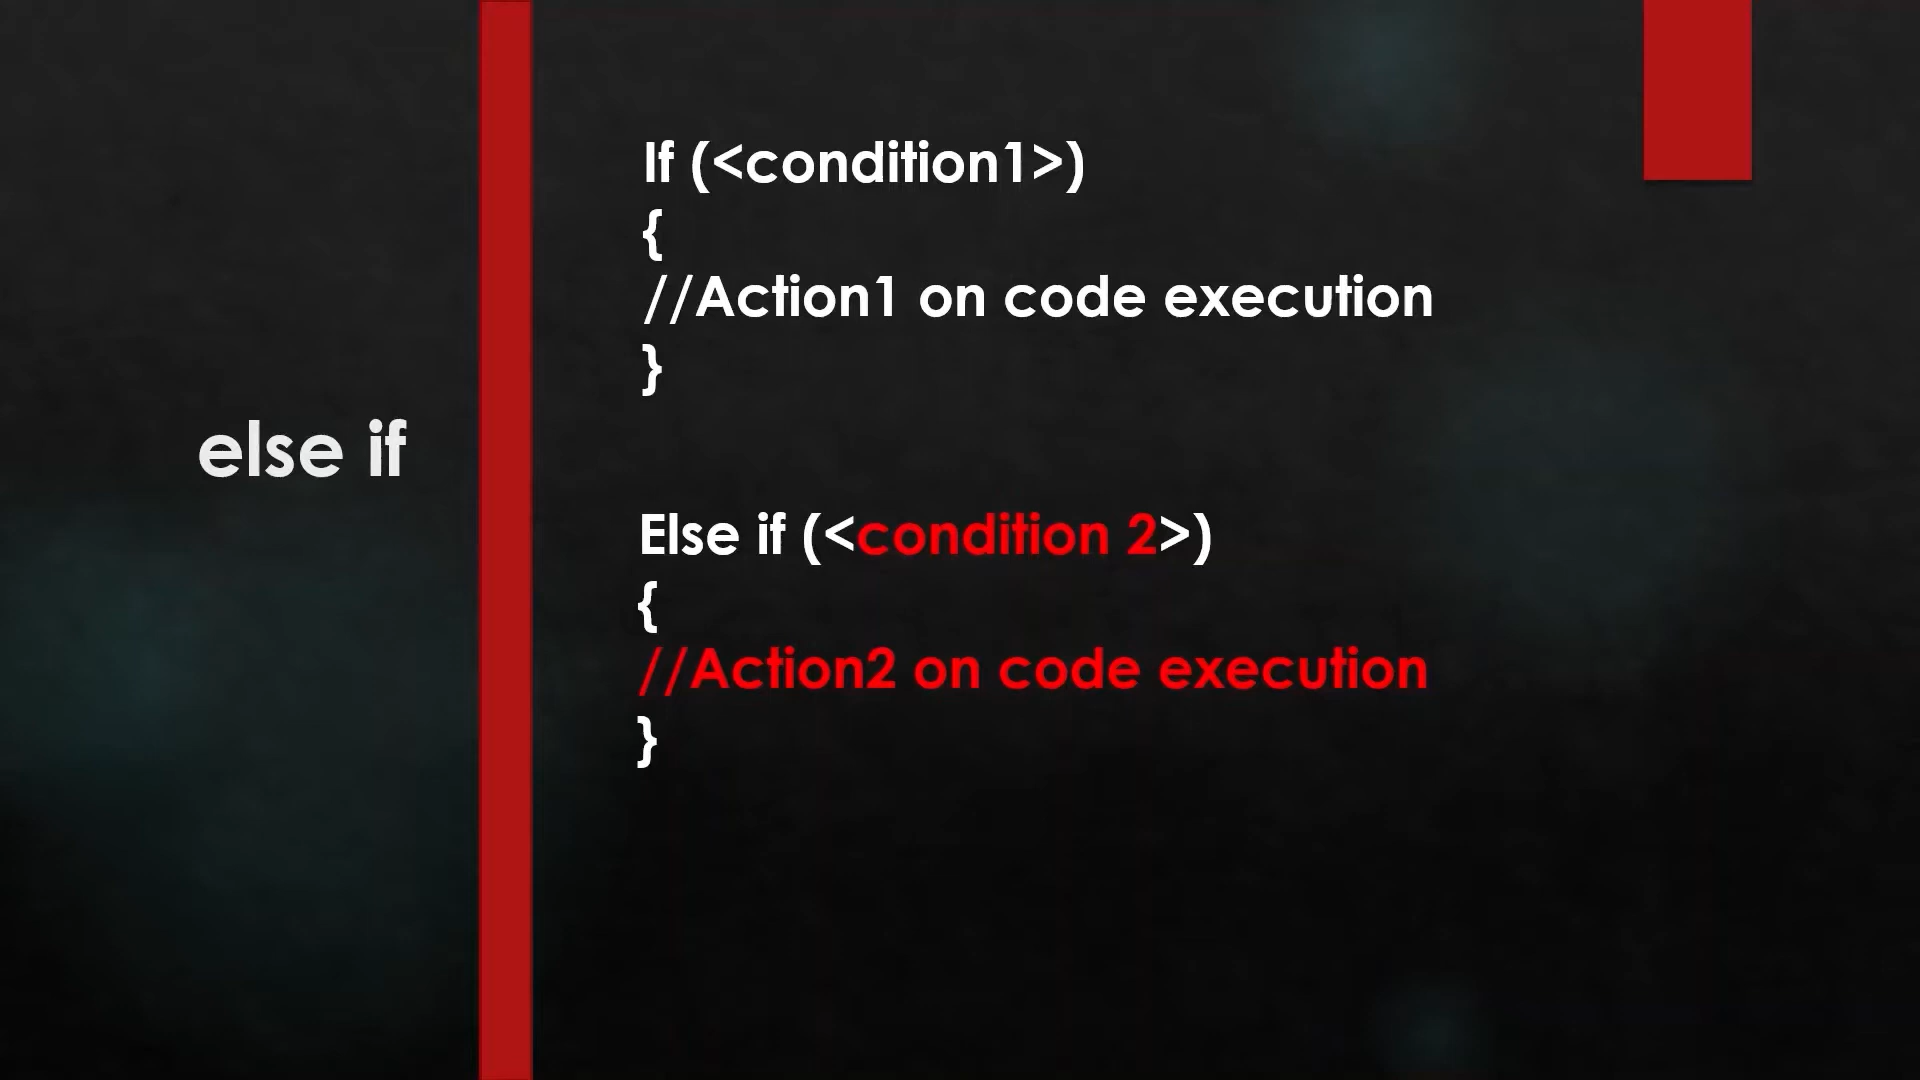 else if
If (<condition1>)
{
//Action1 on code execution
}
Else if (<condition 2>)
{
//Action2 on code execution
}